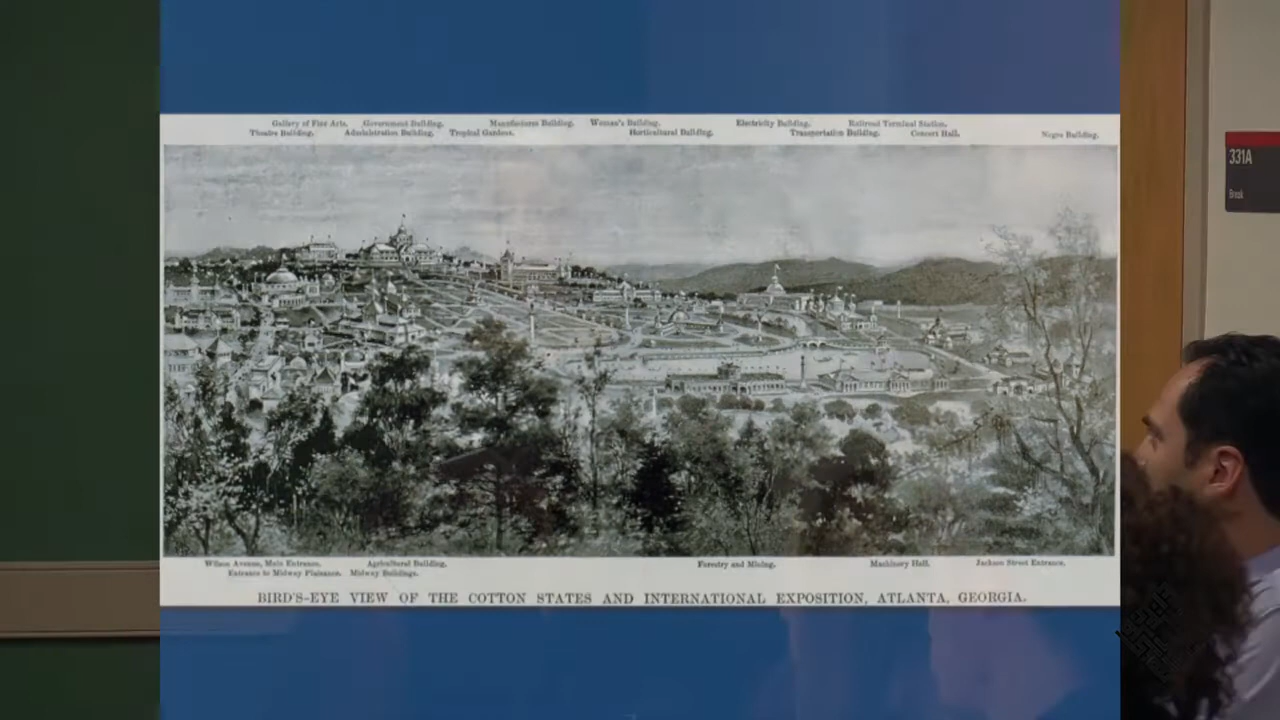 Gallery of Fine Arts. Government Building. Manufactures Building. Woman's Building. Electricity Building. Railroad Terminal Station.
Theatre Building. Administration Building. Tropical Gardens. Horticultural Building. Transportation Building. Concert Hall. Negro Building.
331A
Break
Wilson Avenue, Main Entrance. Agricultural Building. Forestry and Mining. Machinery Hall. Jackson Street Entrance.
Entrance to Midway Plaisance. Midway Buildings.
BIRD'S-EYE VIEW OF THE COTTON STATES AND INTERNATIONAL EXPOSITION, ATLANTA, GEORGIA.